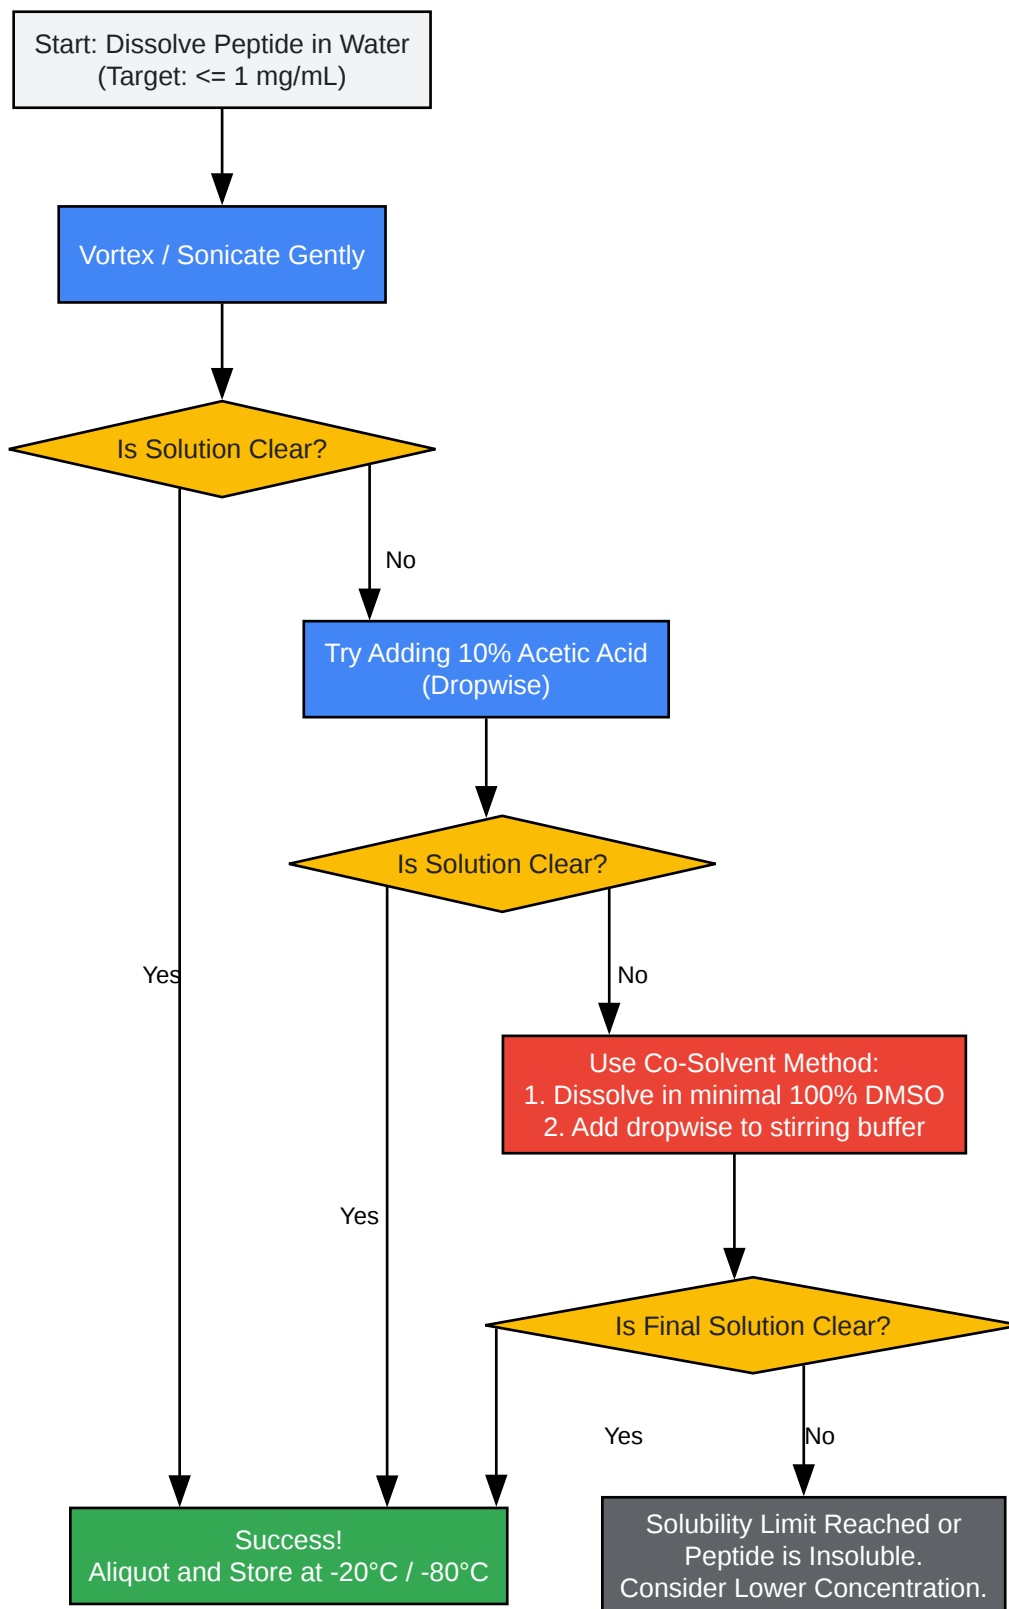 Start: Dissolve Peptide in Water
(Target: <= 1 mg/mL)
Vortex / Sonicate Gently
Is Solution Clear?
No
Try Adding 10% Acetic Acid
(Dropwise)
Is Solution Clear?
Yes
No
Use Co-Solvent Method:
1. Dissolve in minimal 100% DMSO
2. Add dropwise to stirring buffer
Yes
Is Final Solution Clear?
Yes
No
Success!
Aliquot and Store at -20°C / -80°C
Solubility Limit Reached or
Peptide is Insoluble.
Consider Lower Concentration.